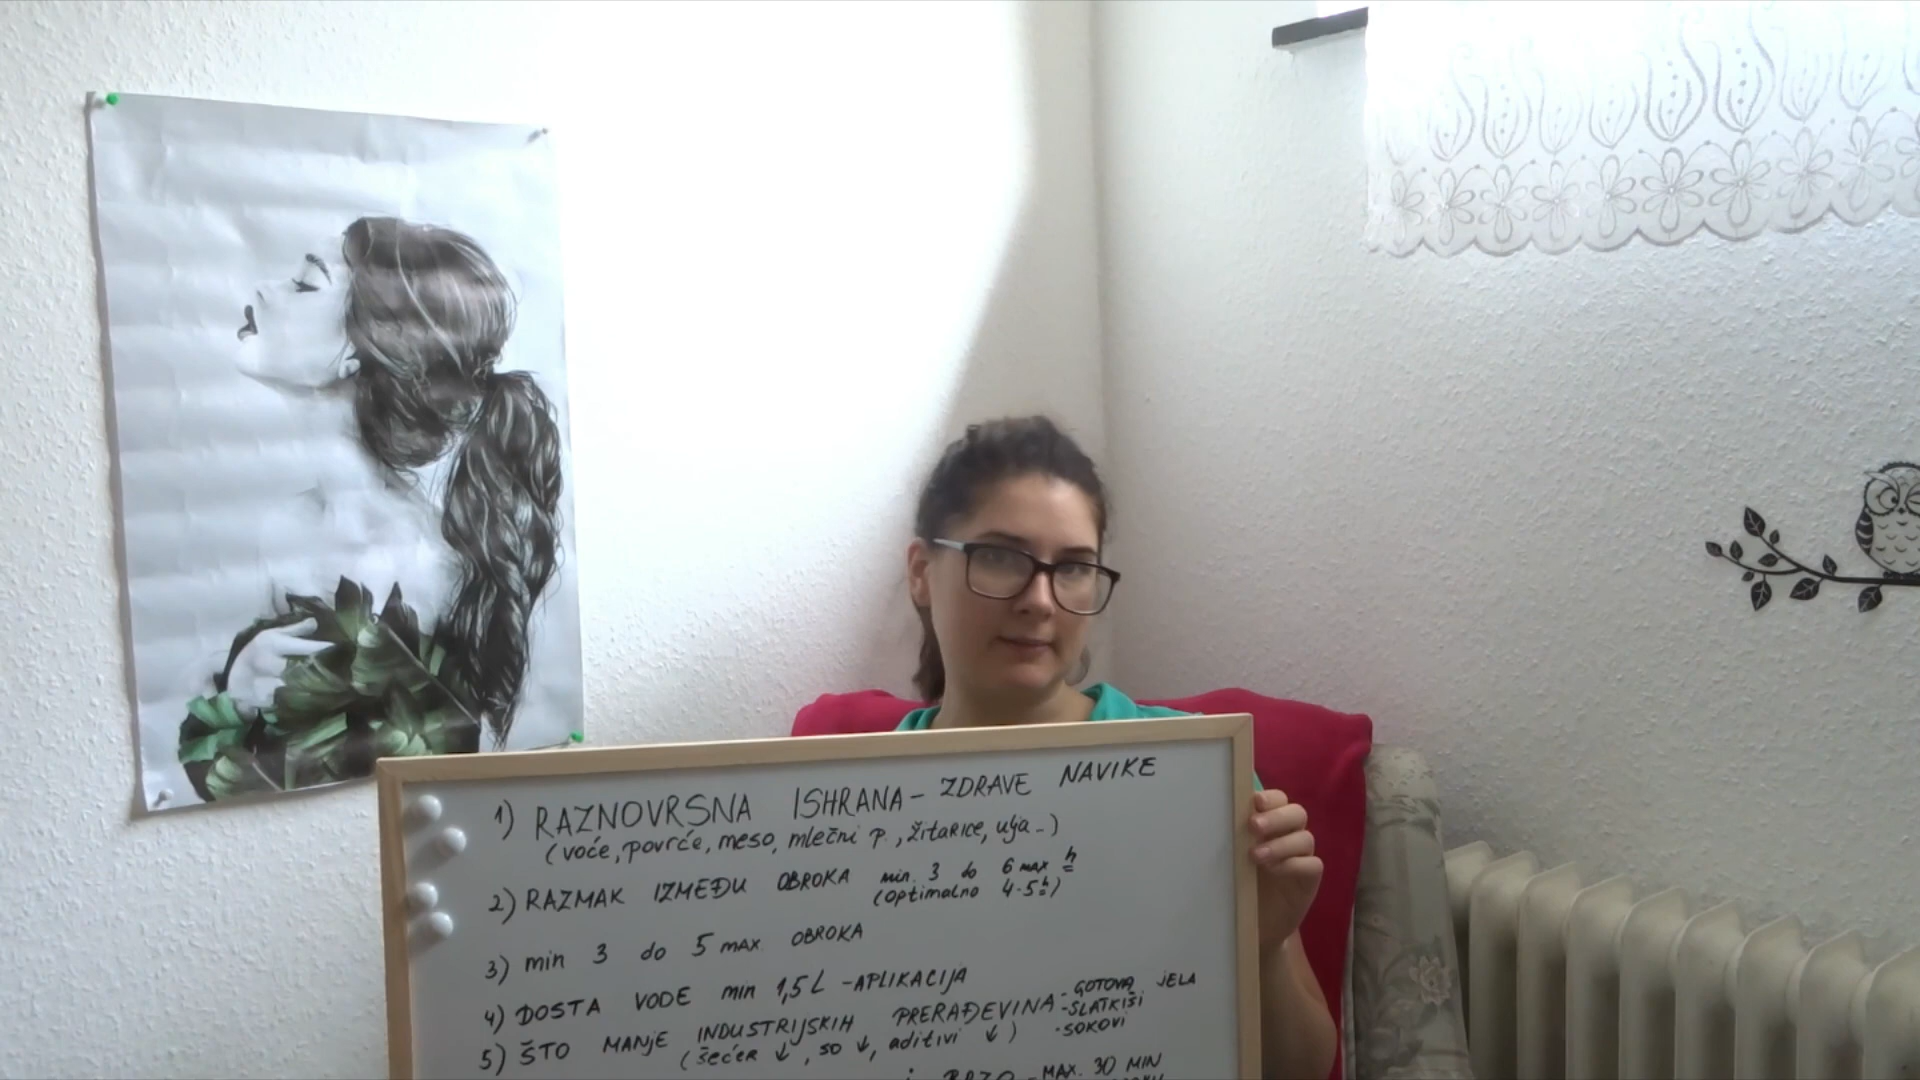 1) RAZNOVRSNA ISHRANA - ZDRAVE NAVIKE
(voće, povrće, meso, mlečni p., žitarice, ulja...)
2) RAZMAK IZMEĐU OBROKA min. 3 do 6 max h
(optimalno 4-5h)
3) min 3 do 5 max OBROKA
4) DOSTA VODE min 1,5 L - APLIKACIJA
5) ŠTO MANJE INDUSTRIJSKIH PRERAĐEVINA - GOTOVA JELA
- SLATKIŠI
(šećer ↓, so ↓, aditivi ↓) · SOKOVI
BRZO - MAX. 30 MIN